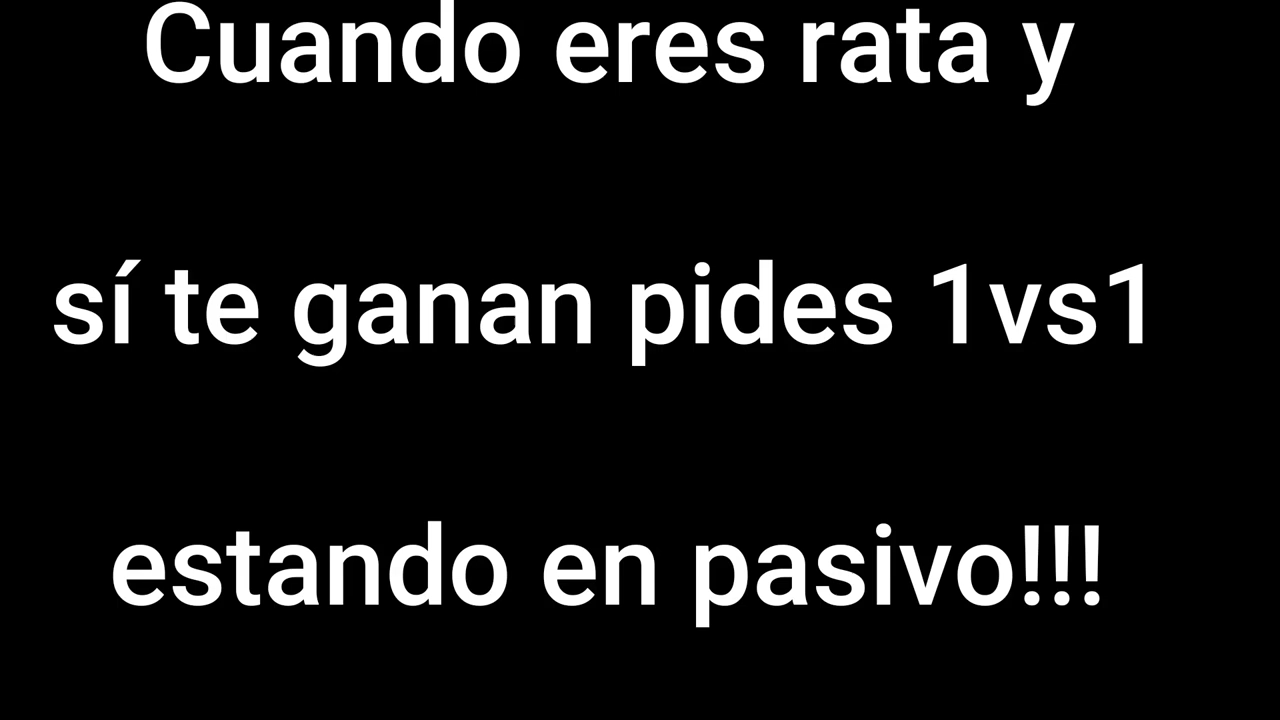 Cuando eres rata y
sí te ganan pides 1vs1
estando en pasivo!!!